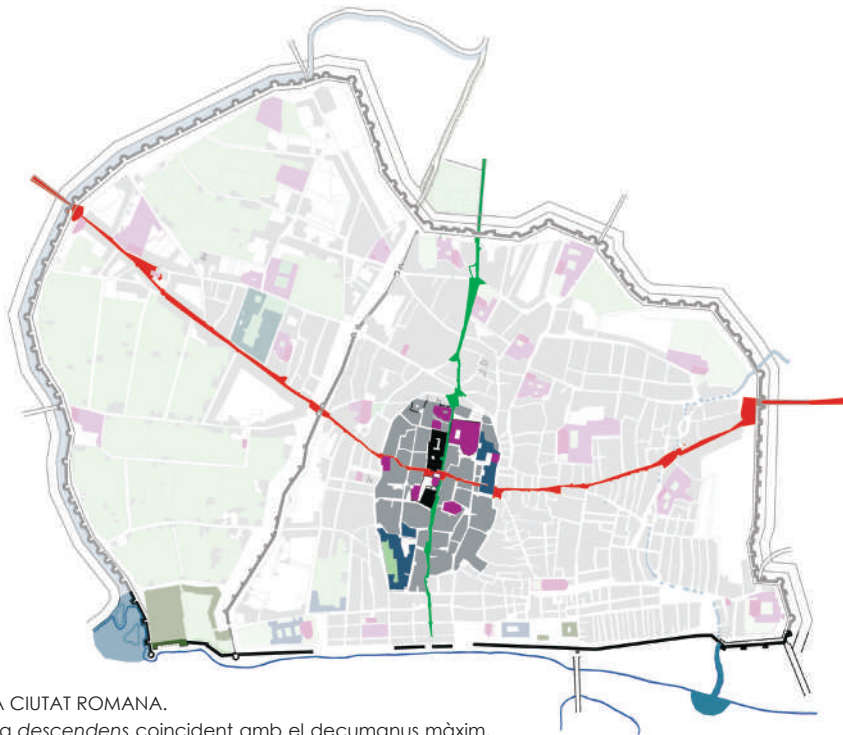 A CIUTAT ROMANA.
a descendens coincident amb el decumanus màxim